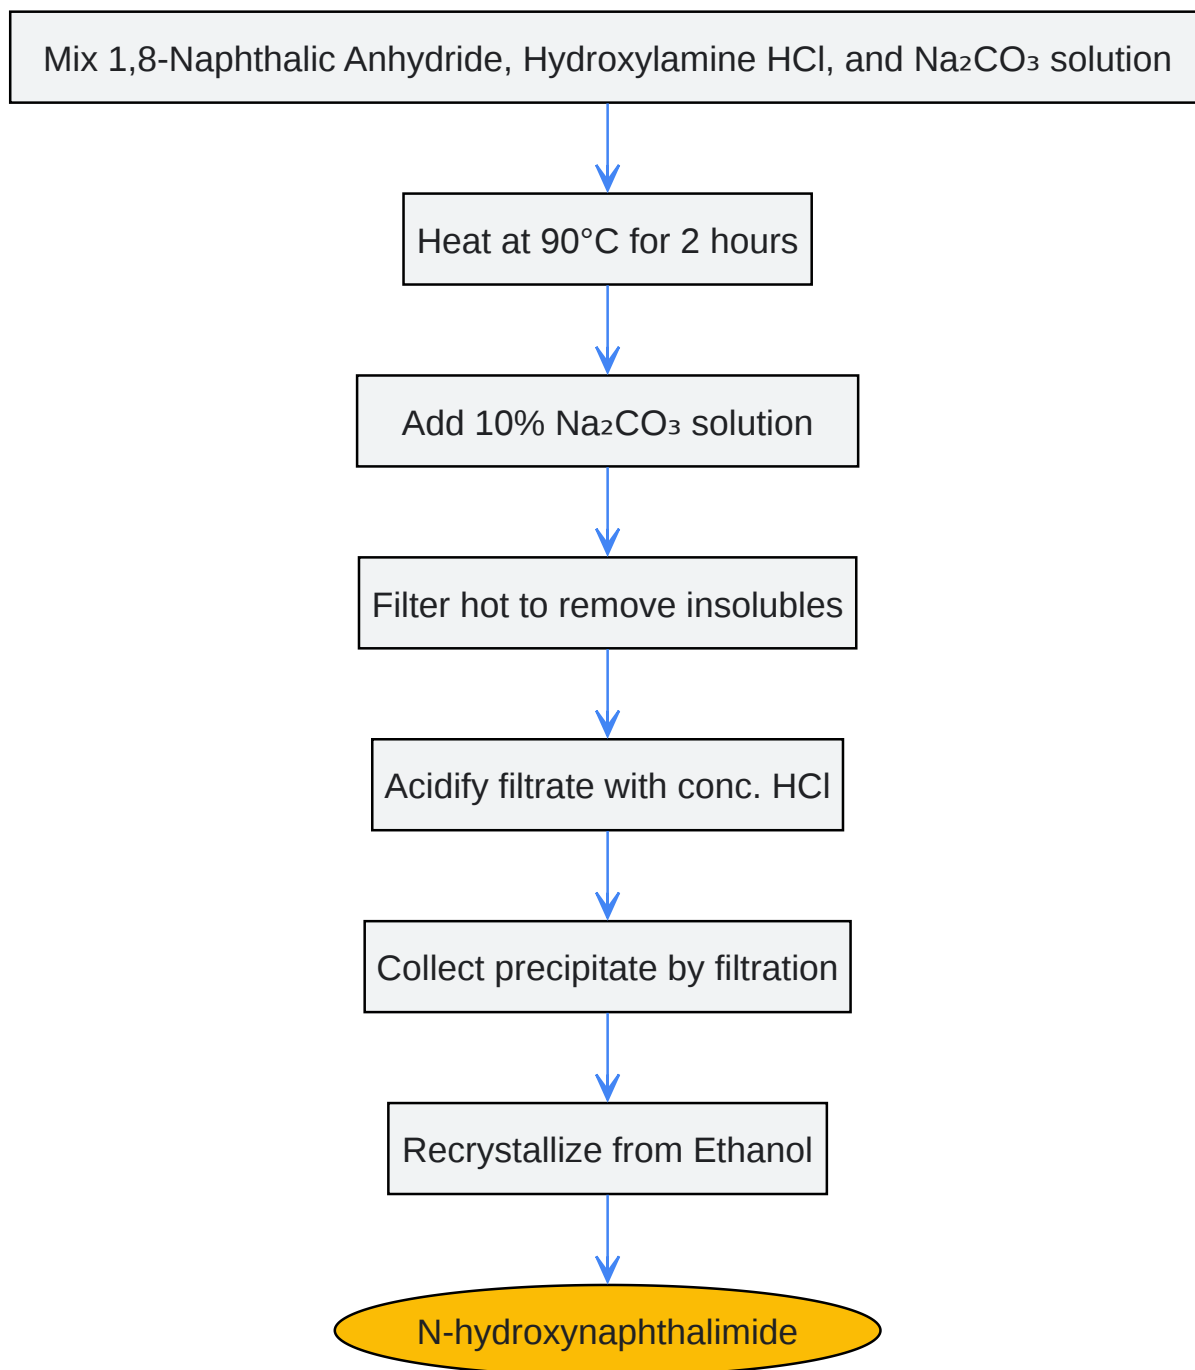 Mix 1,8-Naphthalic Anhydride, Hydroxylamine HCl, and Na₂CO₃ solution
Heat at 90°C for 2 hours
Add 10% Na₂CO₃ solution
Filter hot to remove insolubles
Acidify filtrate with conc. HCl
Collect precipitate by filtration
Recrystallize from Ethanol
N-hydroxynaphthalimide